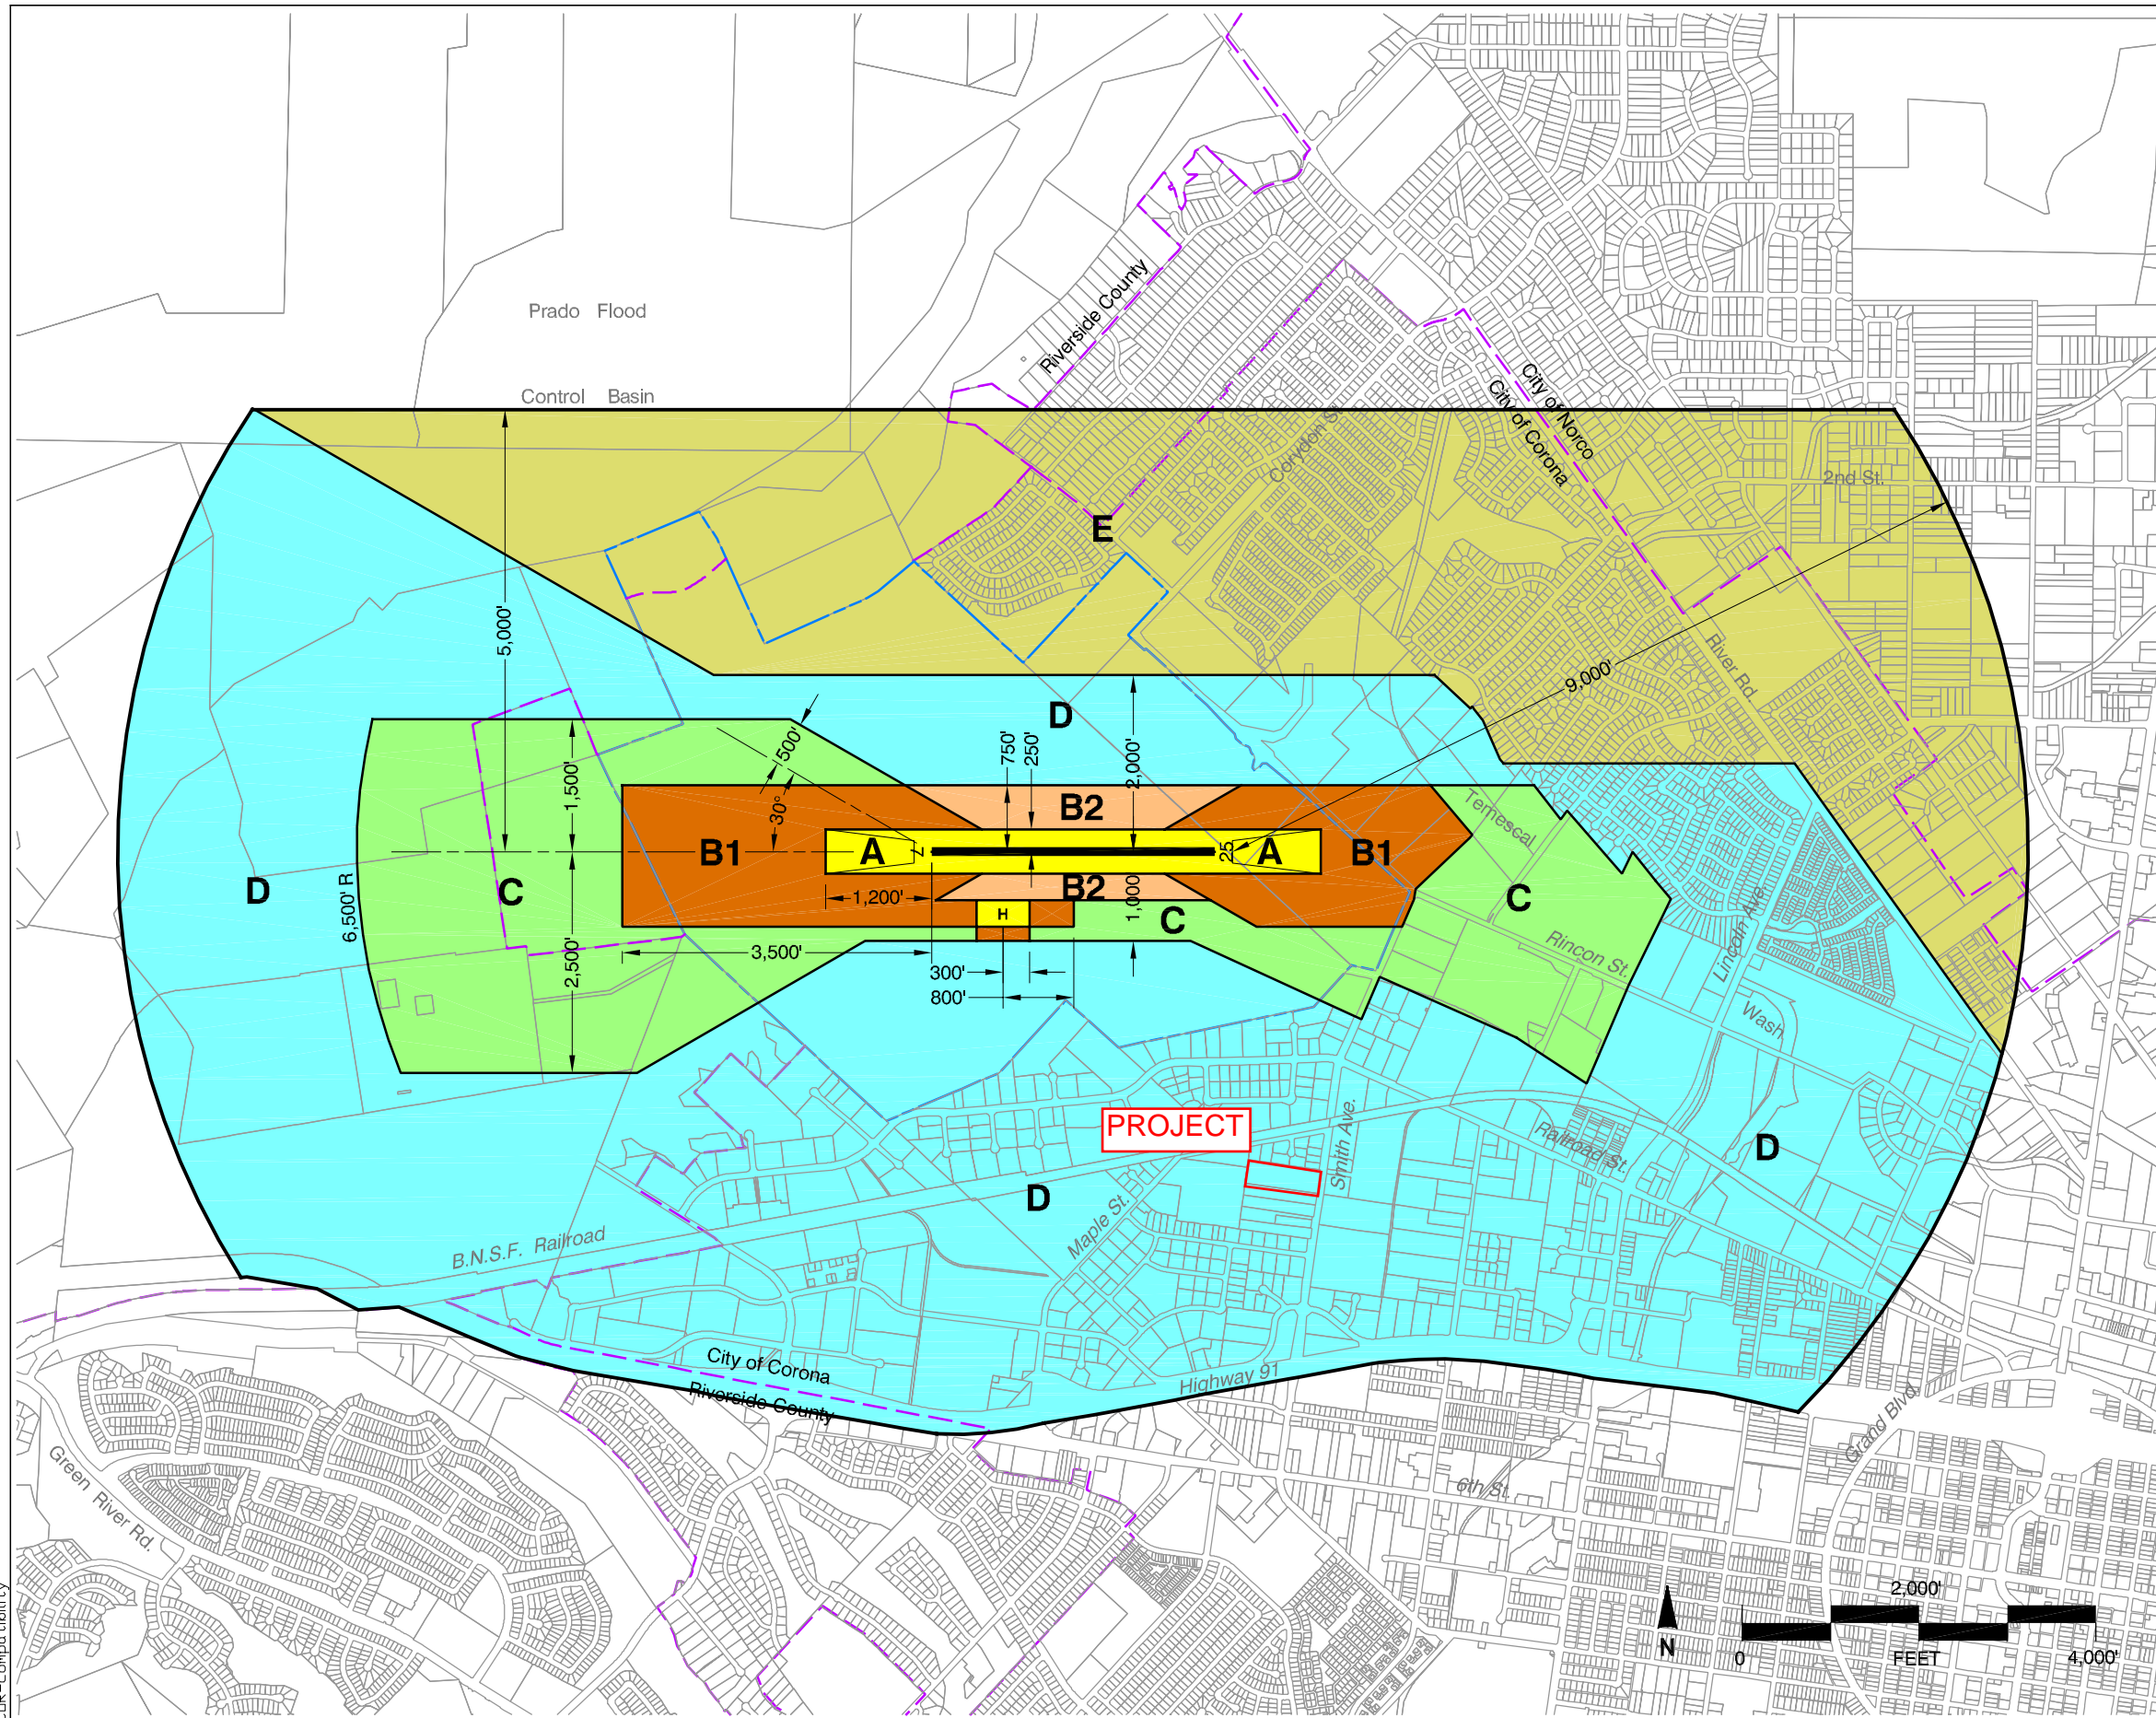 Prado Flood
Control Basin
Riverside County
City of Norco
City of Corona
Corydon St.
2nd St.
E
5,000'
River Rd
9,000'
D
500'
30°
750'
250'
2,000'
1,500'
B2
Temescal
B1
A
7
25
A
B1
D
C
6,500' R
1,200'
B2
H
1,000'
C
C
Lincoln Ave.
Rincon St.
2,500'
3,500'
300'
800'
Wash
PROJECT
Smith Ave.
Railroad St.
D
D
Maple St.
B.N.S.F. Railroad
City of Corona
Riverside County
Highway 91
Grand Blvd.
Green River Rd.
6th St.
N
2,000'
0
FEET
4,000'